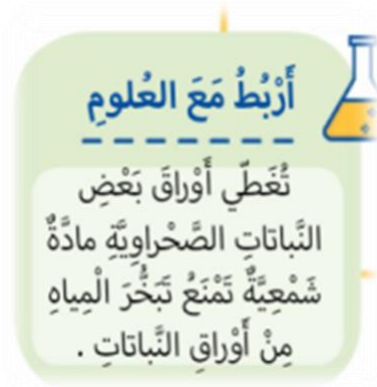 أَرْبُطُ مَعَ العُلومِ
تُغَطّي أَوْراقَ بَعْضِ
النَّباتاتِ الصَّحْراوِيَّةِ مادَّةٌ
شَمْعِيَّةٌ تَمْنَعُ تَبَخُّرَ الْمِياهِ
مِنْ أَوْراقِ النَّباتاتِ .